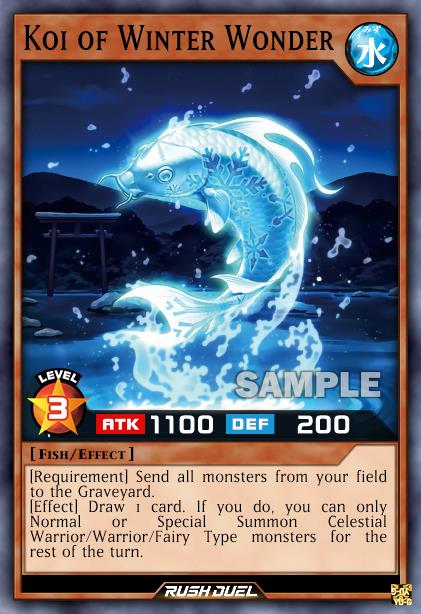 KOI OF WINTER WONDER
みず
水
SAMPLE
LEVEL
3
ATK 1100 DEF 200
[FISH/EFFECT]
[Requirement] Send all monsters from your field
to the Graveyard.
[Effect] Draw 1 card. If you do, you can only
Normal or Special Summon Celestial
Warrior/Warrior/Fairy Type monsters for the
rest of the turn.
RUSH DUEL